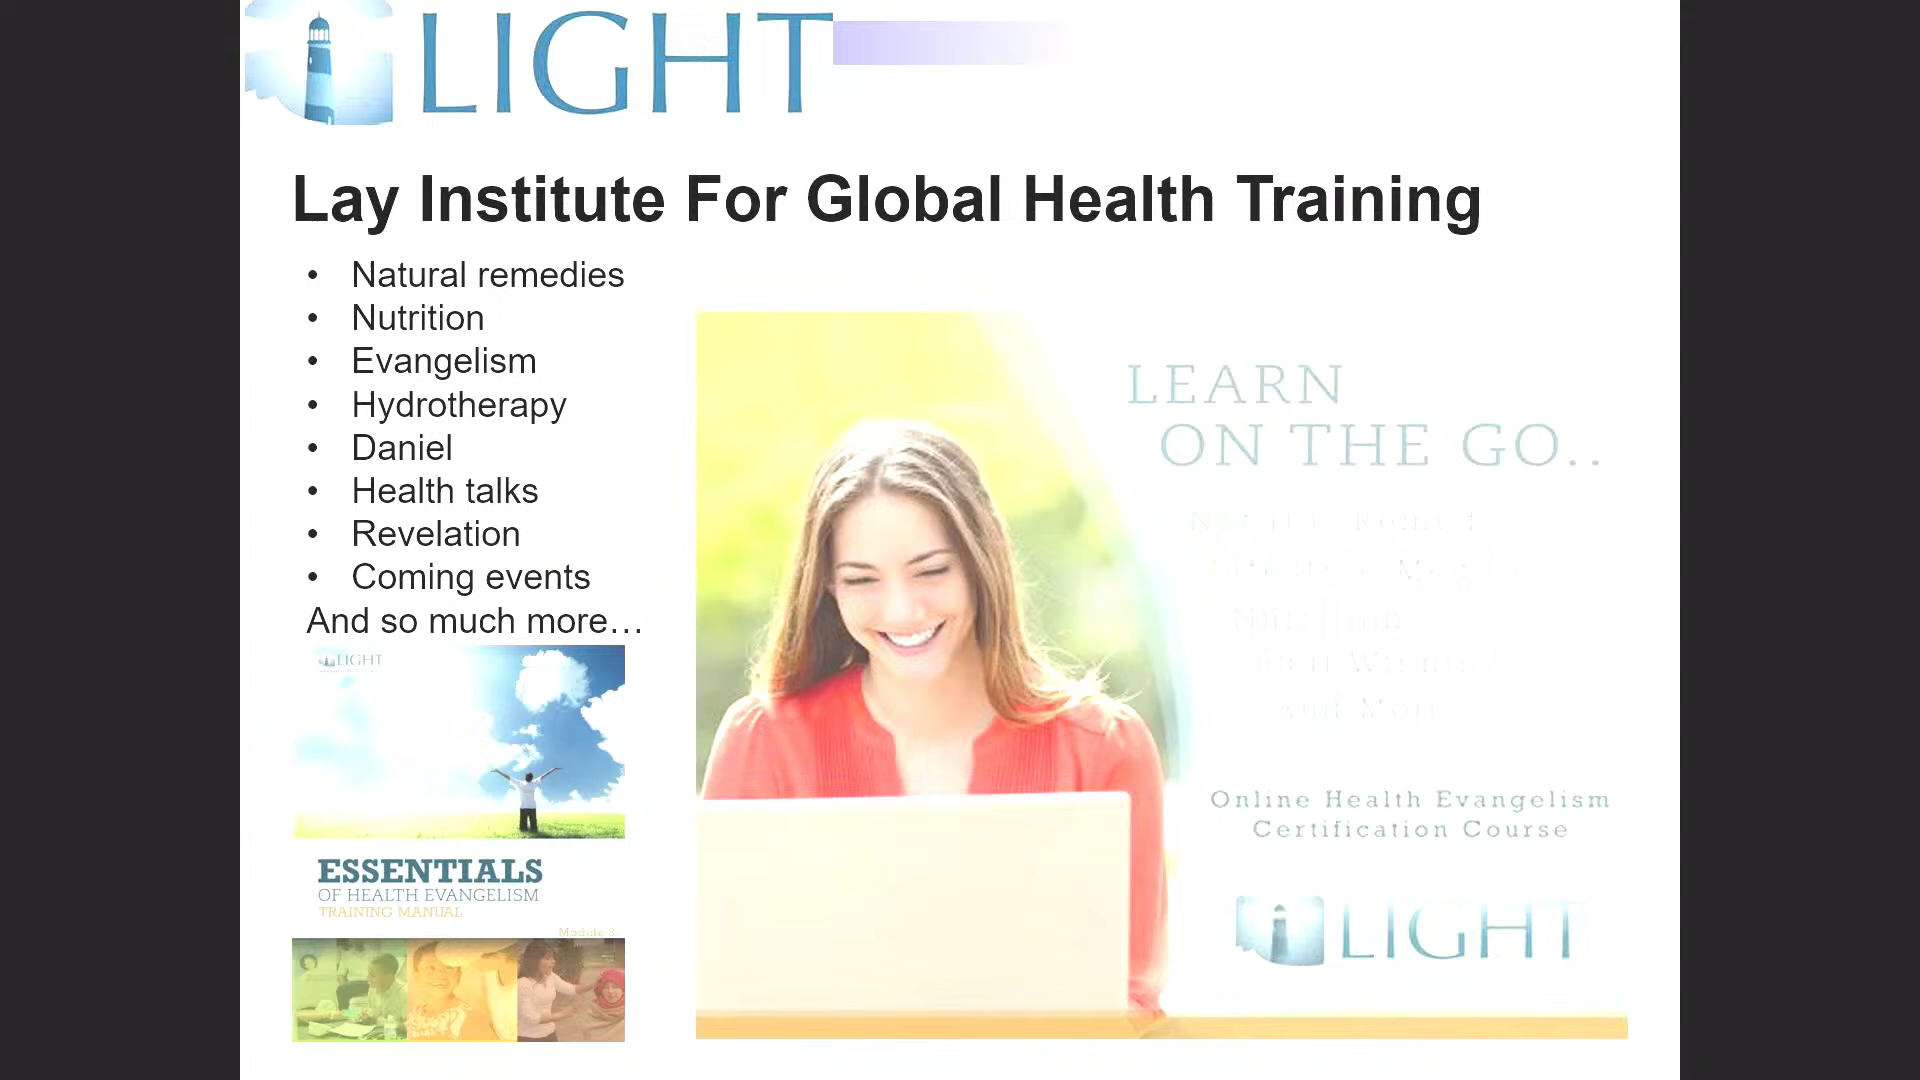 LIGHT
Lay Institute For Global Health Training
• Natural remedies
• Nutrition
• Evangelism
• Hydrotherapy
• Daniel
• Health talks
• Revelation
• Coming events
And so much more…
LIGHT
ESSENTIALS
OF HEALTH EVANGELISM
TRAINING MANUAL
Module 3
LEARN
ON THE GO..
Online Health Evangelism
Certification Course
LIGHT